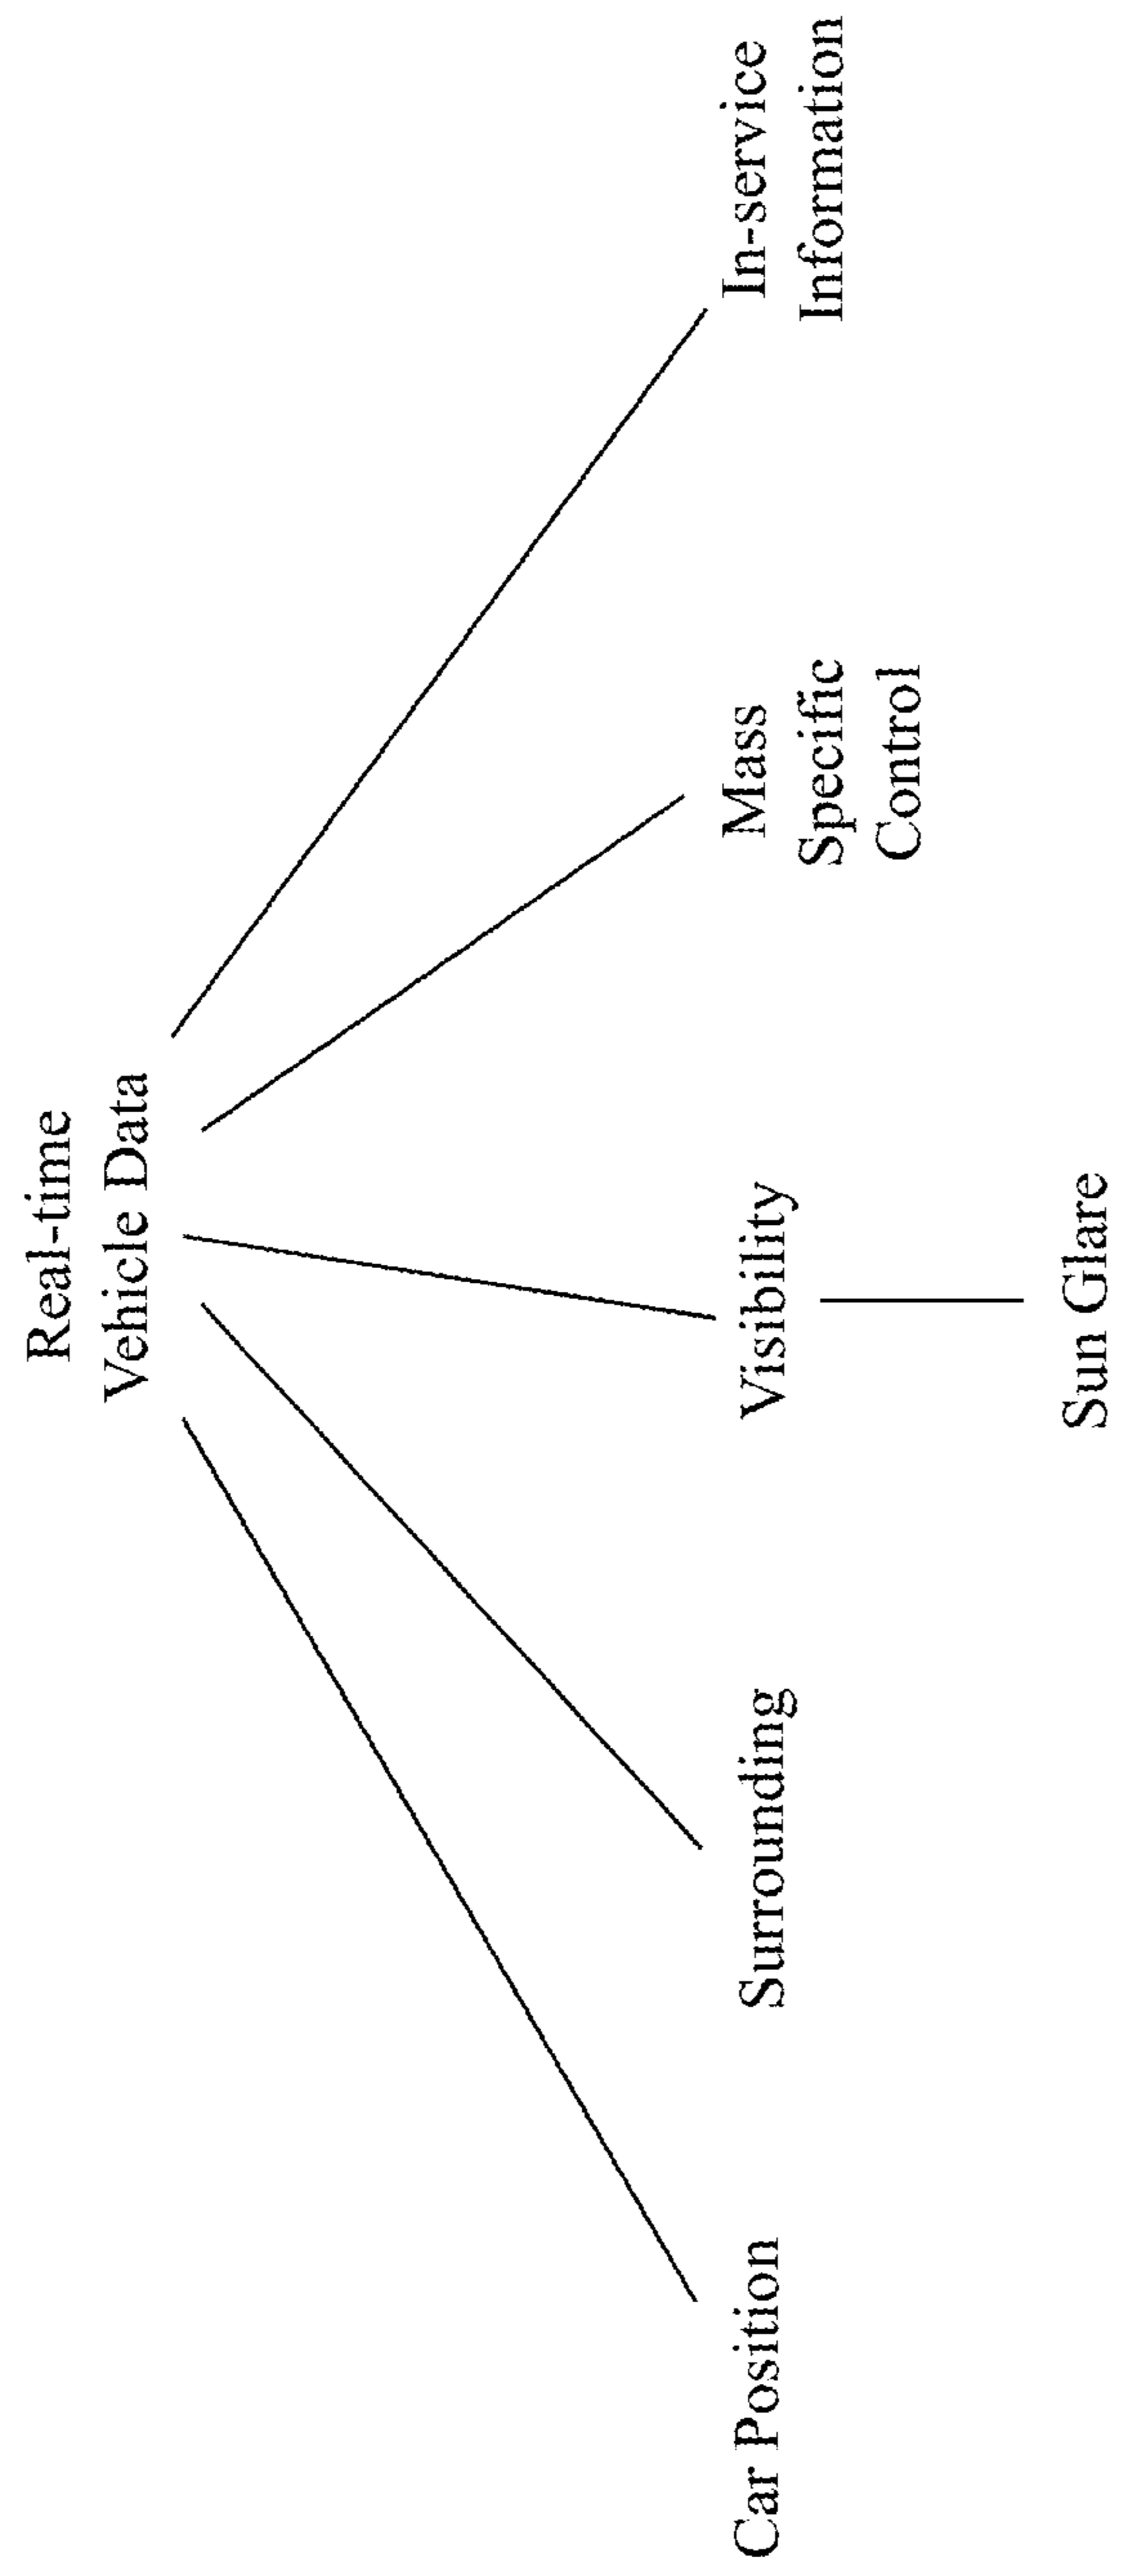 Real-time
Vehicle Data
Car Position
Surrounding
Visibility
Mass
Specific
Control
In-service
Information
Sun Glare